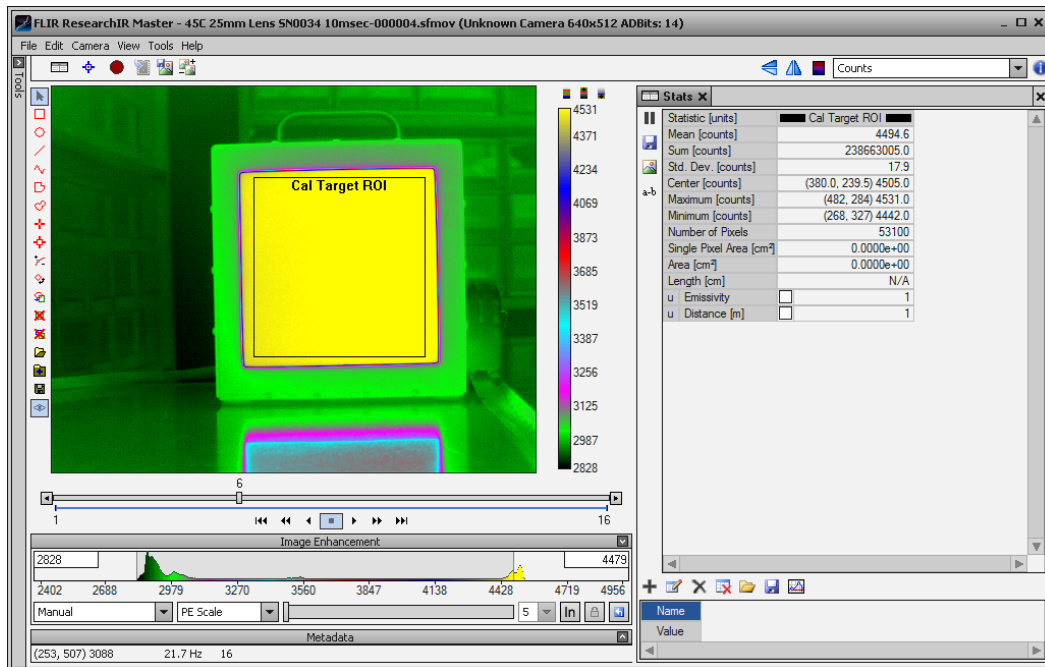 FLIR ResearchIR Master - 45C 25mm Lens SN0034 10msec-000004.sfmov (Unknown Camera 640x512 ADBits: 14)
File Edit Camera View Tools Help
Tools
Counts
Cal Target ROI
4531
4371
4234
4069
3873
3685
3519
3387
3256
3125
2987
2828
6
1 16
Image Enhancement
2828 4479
2402 2688 2979 3270 3560 3847 4138 4428 4719 4956
Manual PE Scale 5 In
Metadata
(253, 507) 3088 21.7 Hz 16
Stats X
a-b
Statistic [units] Cal Target ROI
Mean [counts] 4494.6
Sum [counts] 238663005.0
Std. Dev. [counts] 17.9
Center [counts] (380.0, 239.5) 4505.0
Maximum [counts] (482, 284) 4531.0
Minimum [counts] (268, 327) 4442.0
Number of Pixels 53100
Single Pixel Area [cm²] 0.0000e+00
Area [cm²] 0.0000e+00
Length [cm] N/A
u Emissivity 1
u Distance [m] 1
Name
Value